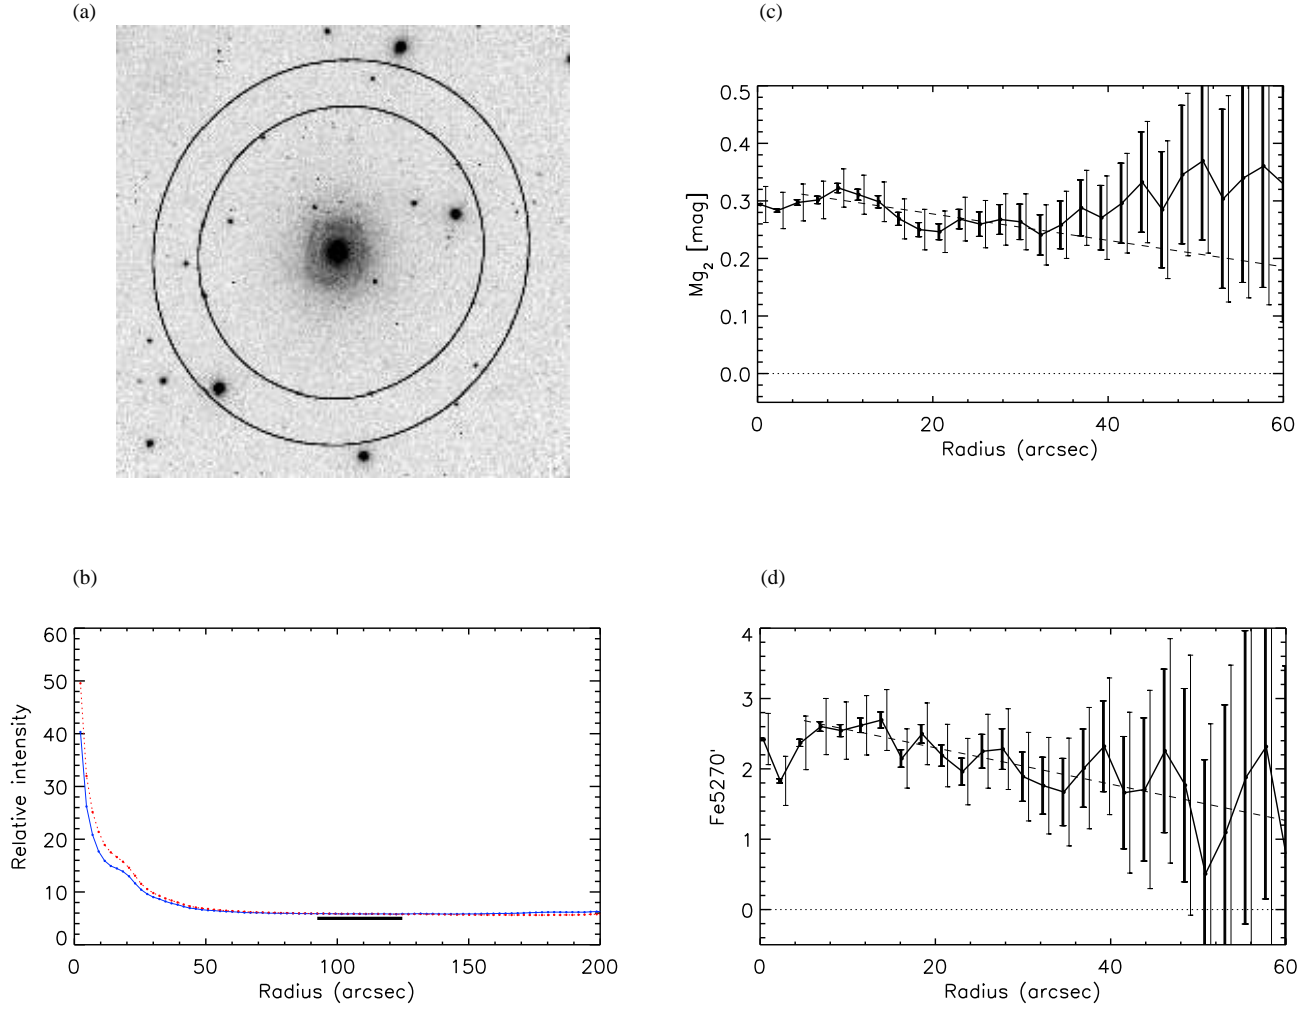 (a)
(c)
0.5
0.4
0.3
0.2
0.1
0.0
Mg2 [mag]
0 20 40 60
Radius (arcsec)
(b)
(d)
60
50
40
30
20
10
0
Relative intensity
0 50 100 150 200
Radius (arcsec)
4
3
2
1
0
Fe5270'
0 20 40 60
Radius (arcsec)